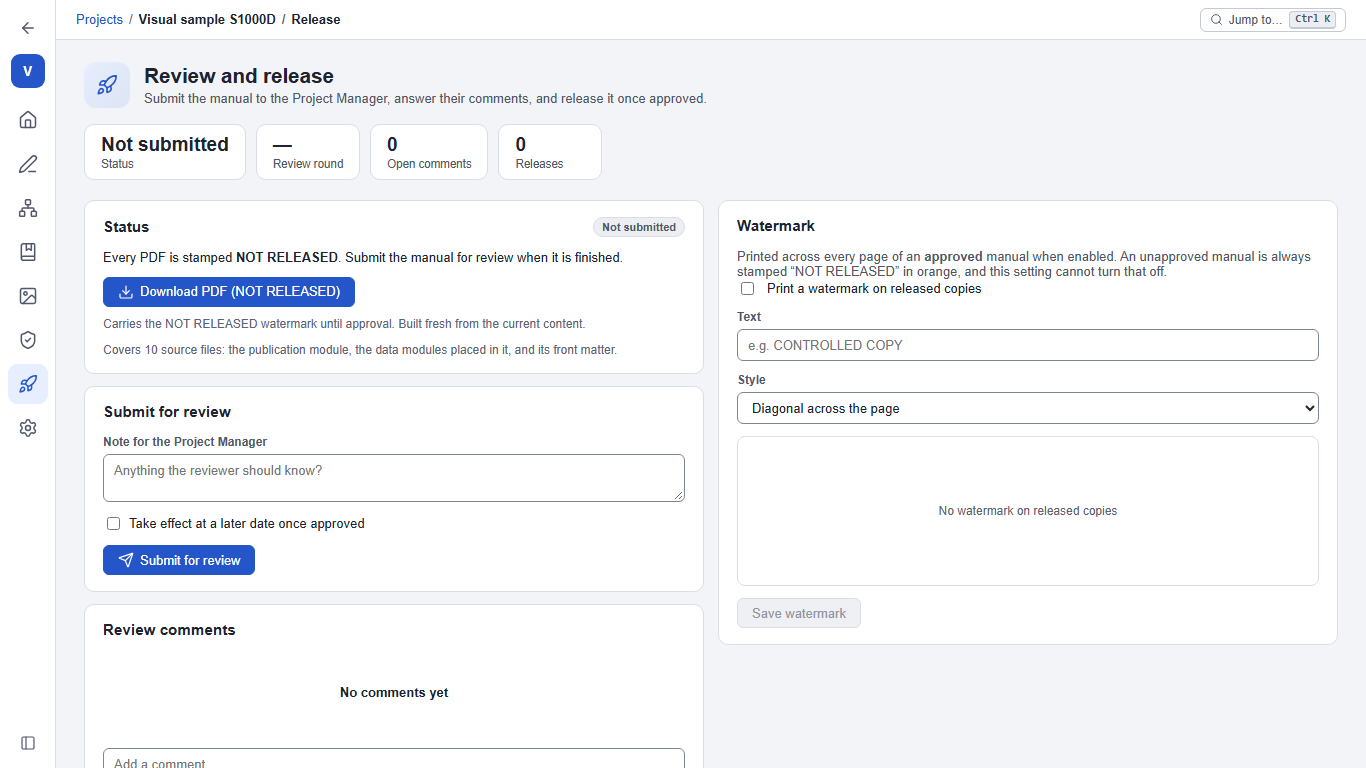 Projects / Visual sample S1000D / Release
Jump to... Ctrl K
V
Review and release
Submit the manual to the Project Manager, answer their comments, and release it once approved.
Not submitted
Status
—
Review round
0
Open comments
0
Releases
Status
Not submitted
Every PDF is stamped NOT RELEASED. Submit the manual for review when it is finished.
Download PDF (NOT RELEASED)
Carries the NOT RELEASED watermark until approval. Built fresh from the current content.
Covers 10 source files: the publication module, the data modules placed in it, and its front matter.
Submit for review
Note for the Project Manager
Anything the reviewer should know?
Take effect at a later date once approved
Submit for review
Review comments
No comments yet
Add a comment
Watermark
Printed across every page of an approved manual when enabled. An unapproved manual is always
stamped “NOT RELEASED” in orange, and this setting cannot turn that off.
Print a watermark on released copies
Text
e.g. CONTROLLED COPY
Style
Diagonal across the page
No watermark on released copies
Save watermark